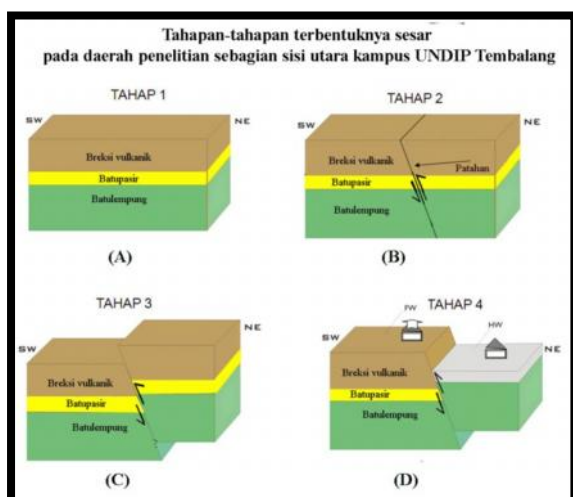 Tahapan-tahapan terbentuknya sesar
pada daerah penelitian sebagian sisi utara kampus UNDIP Tembalang
TAHAP 1
SW
NE
Breksi vulkanik
Batupasir
Batulempung
(A)
TAHAP 2
SW
NE
Breksi vulkanik
Patahan
Batupasir
Batulempung
(B)
TAHAP 3
SW
NE
Breksi vulkanik
Batupasir
Batulempung
(C)
TAHAP 4
FW
HW
SW
NE
Breksi vulkanik
Batupasir
Batulempung
(D)